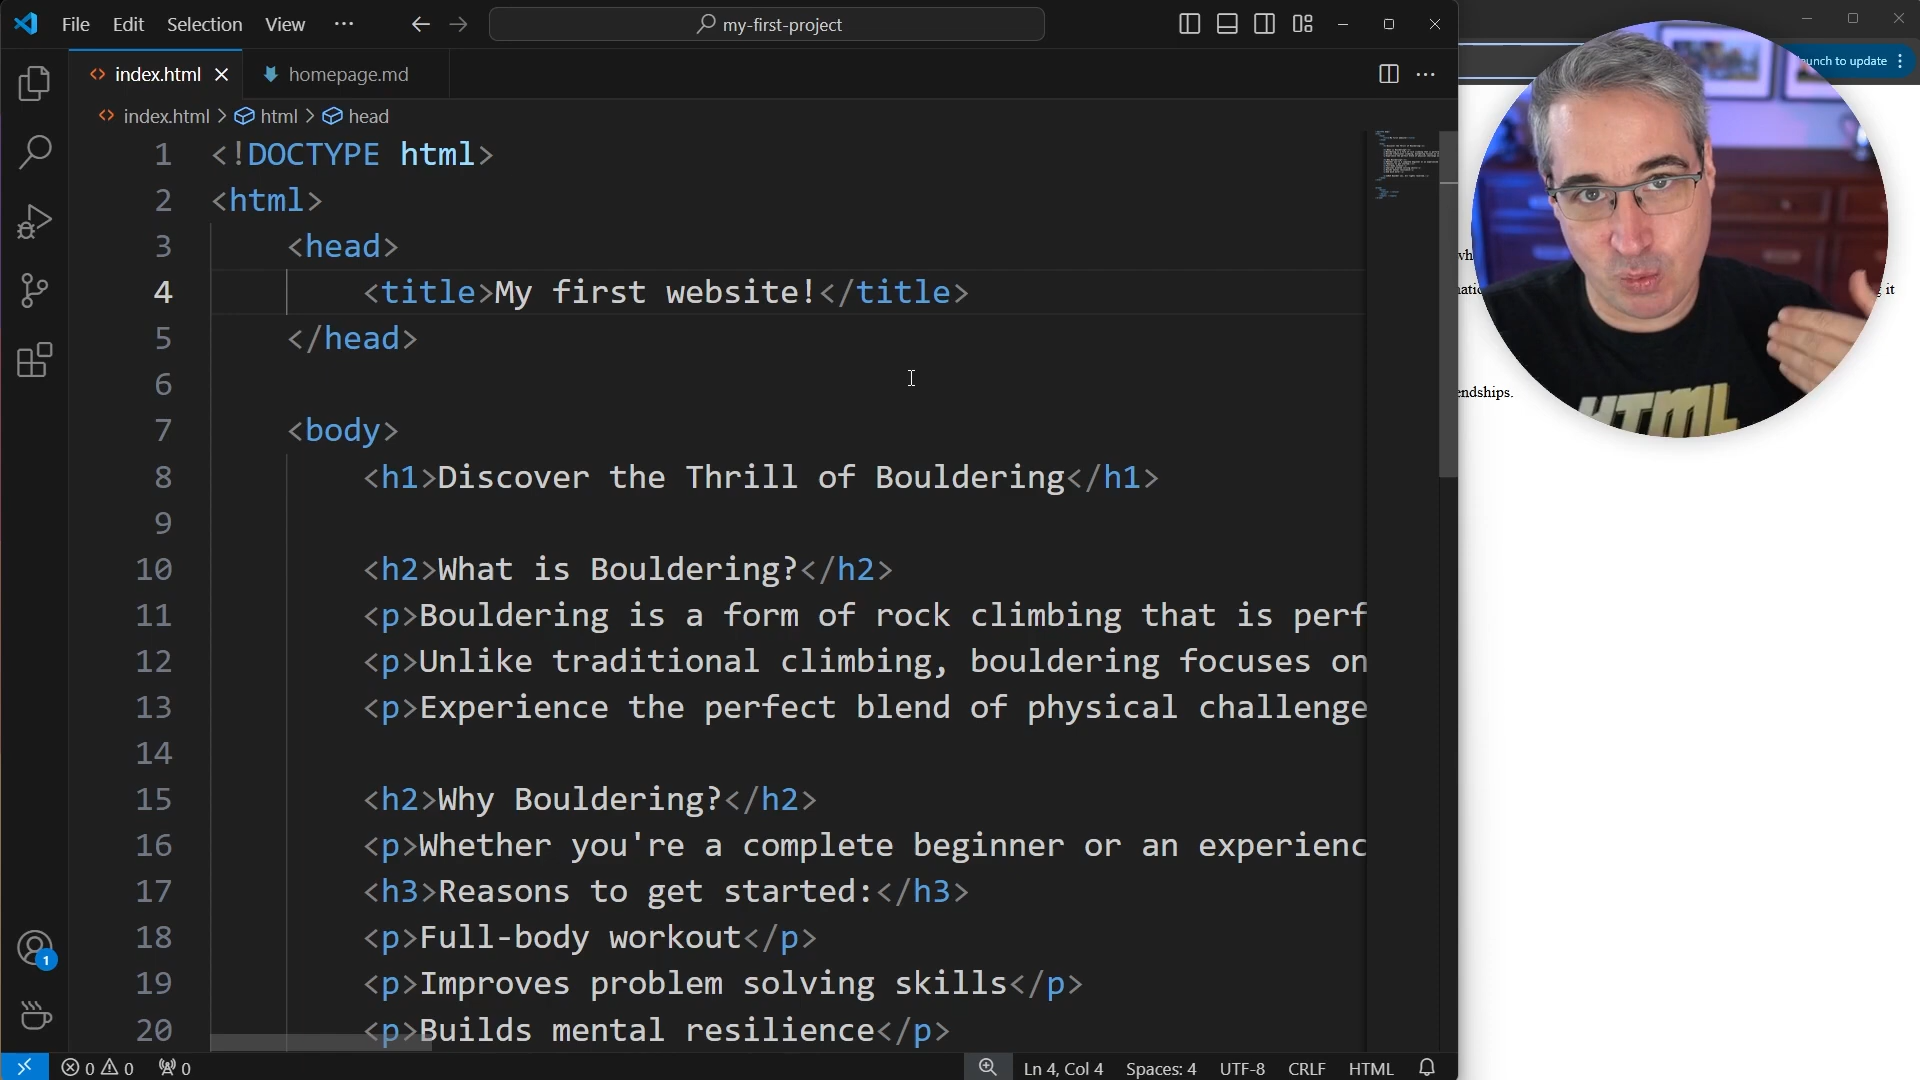 File Edit Selection View ··· my-first-project
index.html homepage.md
index.html > html > head
1 <!DOCTYPE html>
2 <html>
3 <head>
4 <title>My first website!</title>
5 </head>
6
7 <body>
8 <h1>Discover the Thrill of Bouldering</h1>
9
10 <h2>What is Bouldering?</h2>
11 <p>Bouldering is a form of rock climbing that is perf
12 <p>Unlike traditional climbing, bouldering focuses on
13 <p>Experience the perfect blend of physical challenge
14
15 <h2>Why Bouldering?</h2>
16 <p>Whether you're a complete beginner or an experienc
17 <h3>Reasons to get started:</h3>
18 <p>Full-body workout</p>
19 <p>Improves problem solving skills</p>
20 <p>Builds mental resilience</p>
1
0 0 0 Ln 4, Col 4 Spaces: 4 UTF-8 CRLF HTML
unch to update
it
endships.
HTML